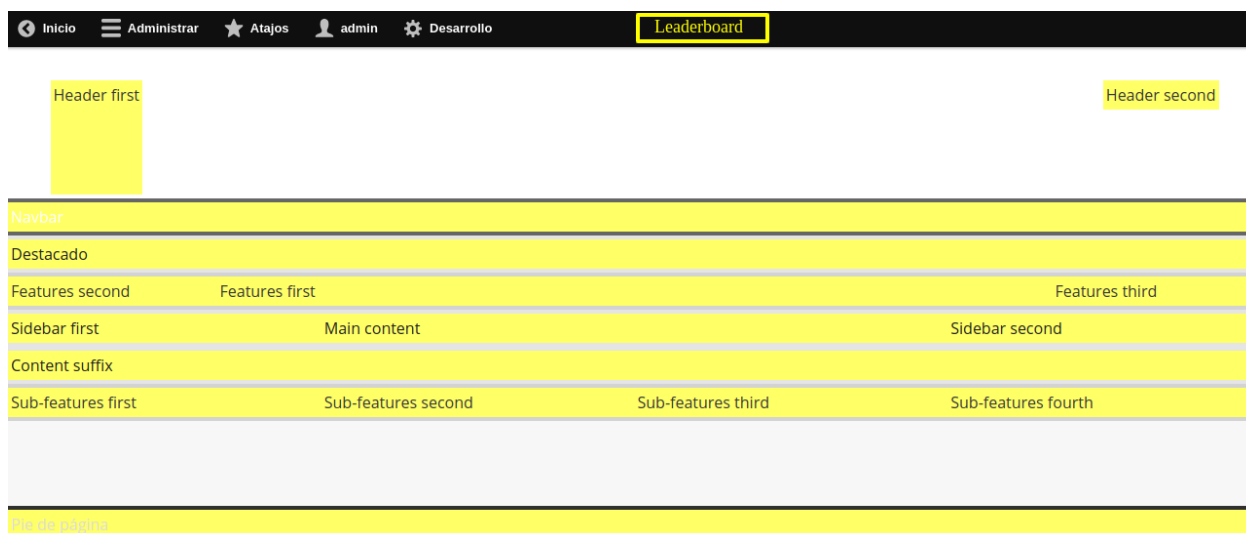 Inicio Administrar Atajos admin Desarrollo Leaderboard
Header first Header second
Navbar
Destacado
Features second Features first Features third
Sidebar first Main content Sidebar second
Content suffix
Sub-features first Sub-features second Sub-features third Sub-features fourth
Pie de página